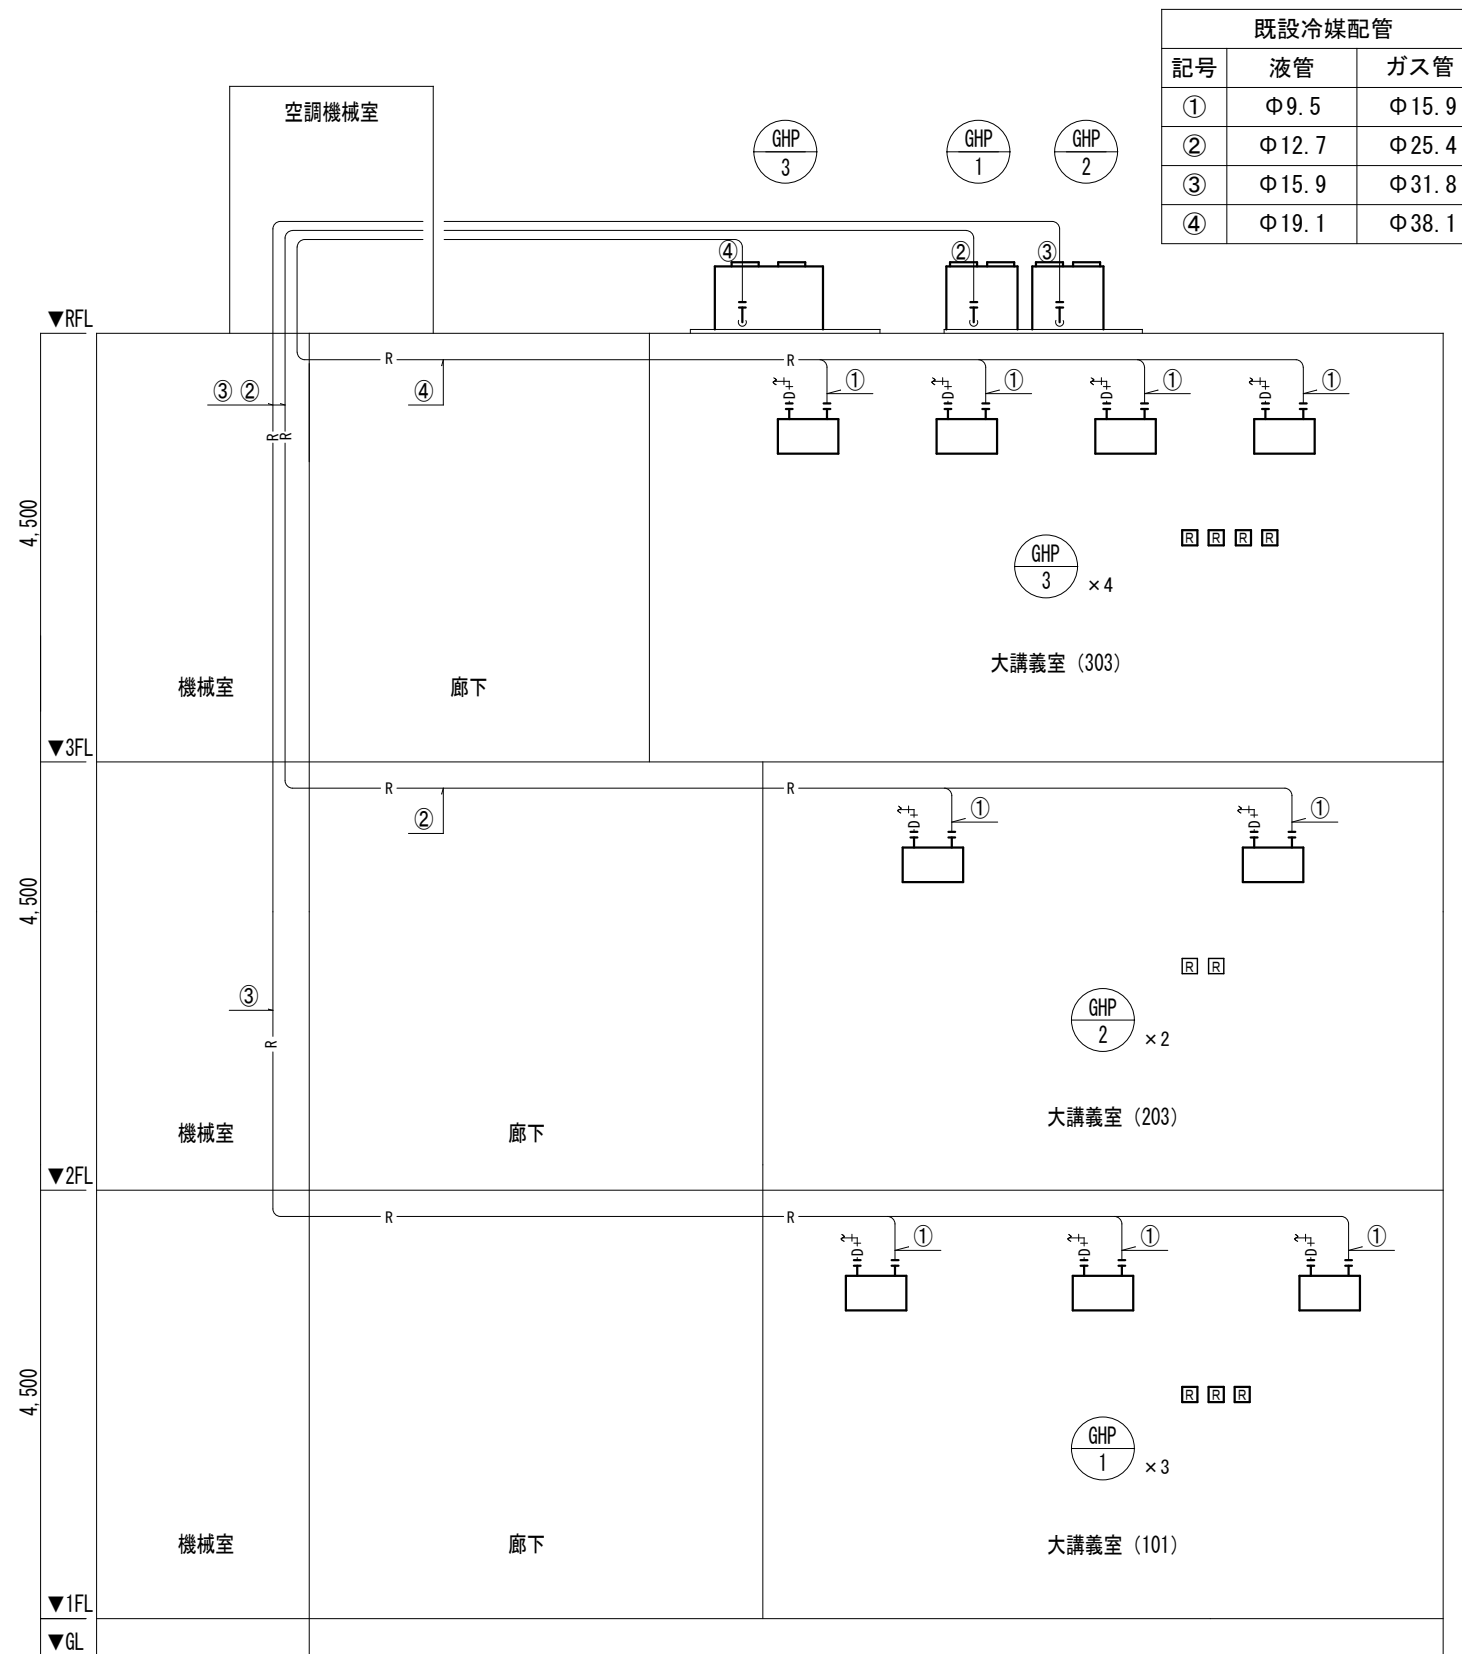 既設冷媒配管
記号 液管 ガス管
① Φ9.5 Φ15.9
② Φ12.7 Φ25.4
③ Φ15.9 Φ31.8
④ Φ19.1 Φ38.1
空調機械室
GHP
3
GHP
1
GHP
2
④
②
③
▼RFL
R
R
③ ②
④
① ① ① ①
D D D D
R R
4,500
R R R R
GHP
3
×4
大講義室（303）
機械室
廊下
▼3FL
R
R
②
① ①
D D
4,500
R R
③
R
GHP
2
×2
大講義室（203）
機械室
廊下
▼2FL
R
R
① ① ①
D D D
4,500
R R R
GHP
1
×3
機械室
廊下
大講義室（101）
▼1FL
▼GL